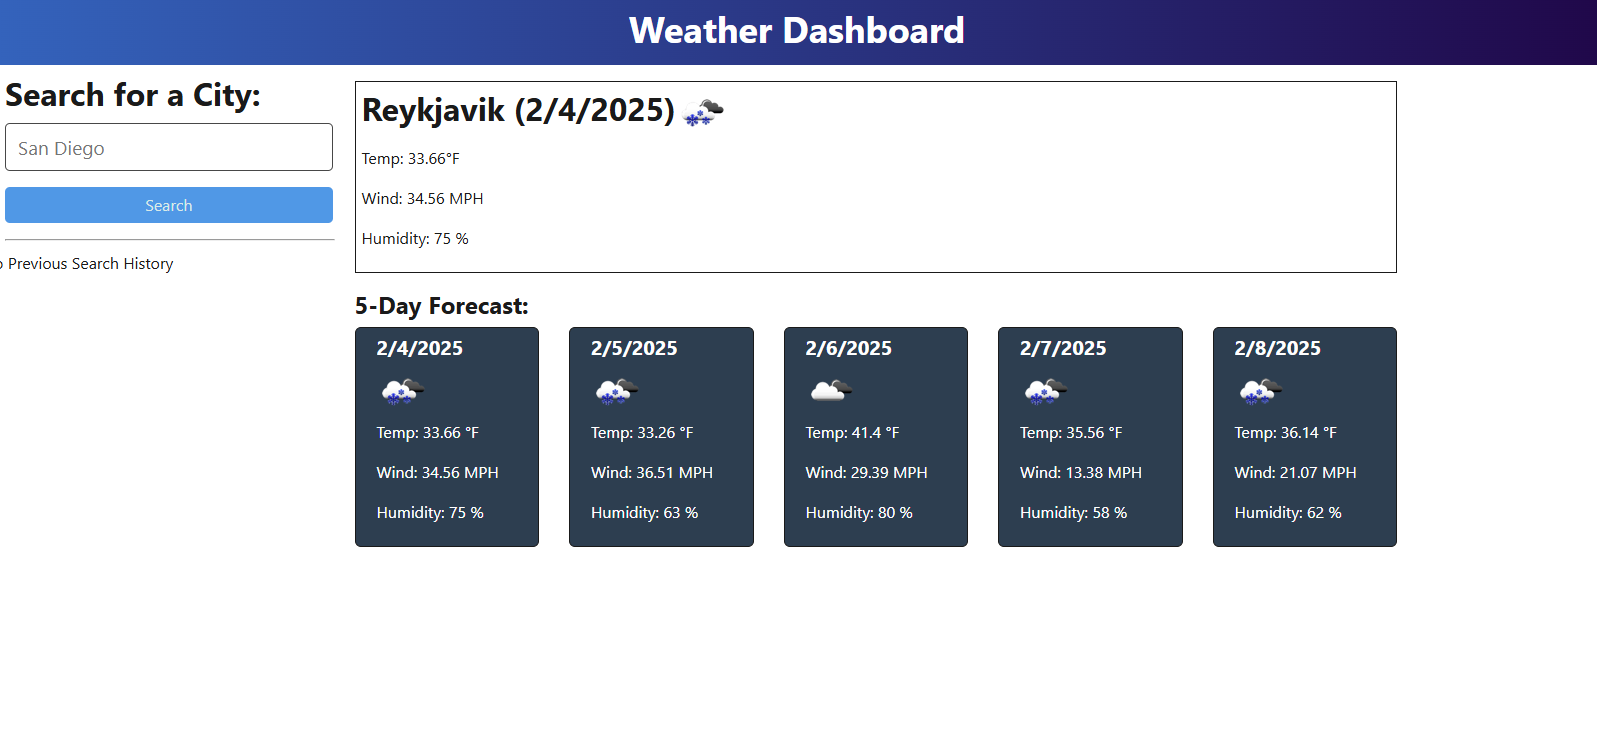 Weather Dashboard
Search for a City:
San Diego
Search
Previous Search History
Reykjavik (2/4/2025)
Temp: 33.66°F
Wind: 34.56 MPH
Humidity: 75 %
5-Day Forecast:
2/4/2025
Temp: 33.66 °F
Wind: 34.56 MPH
Humidity: 75 %
2/5/2025
Temp: 33.26 °F
Wind: 36.51 MPH
Humidity: 63 %
2/6/2025
Temp: 41.4 °F
Wind: 29.39 MPH
Humidity: 80 %
2/7/2025
Temp: 35.56 °F
Wind: 13.38 MPH
Humidity: 58 %
2/8/2025
Temp: 36.14 °F
Wind: 21.07 MPH
Humidity: 62 %